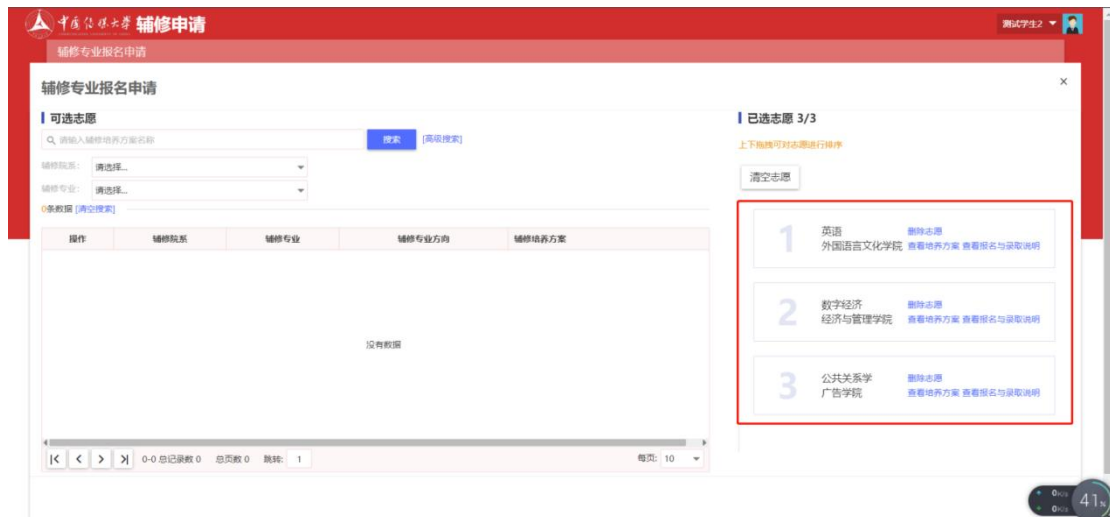 中国传媒大学 辅修申请
测试学生2
辅修专业报名申请
辅修专业报名申请
×
可选志愿
请输入辅修培养方案名称
搜索 [高级搜索]
辅修院系: 请选择...
辅修专业: 请选择...
0条数据 [清空搜索]
操作 辅修院系 辅修专业 辅修专业方向 辅修培养方案
没有数据
0-0 总记录数 0 总页数 0 跳转: 1
每页: 10
已选志愿 3/3
上下拖拽可对志愿进行排序
清空志愿
1 英语 删除志愿
外国语言文化学院 查看培养方案 查看报名与录取说明
2 数字经济 删除志愿
经济与管理学院 查看培养方案 查看报名与录取说明
3 公共关系学 删除志愿
广告学院 查看培养方案 查看报名与录取说明
41%